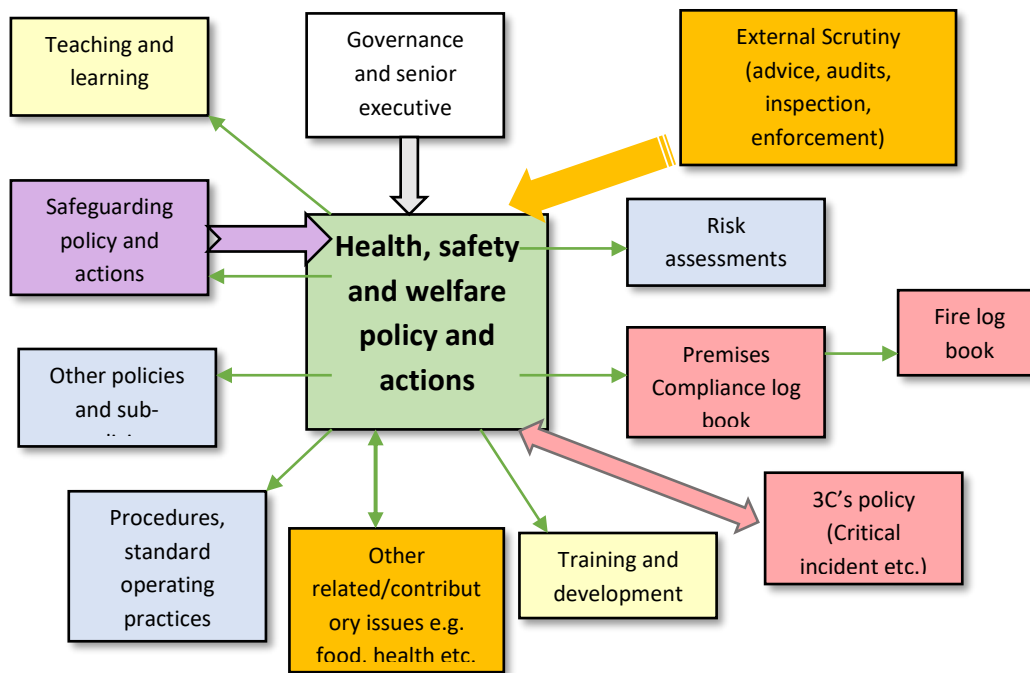 Teaching and
learning
Governance
and senior
executive
External Scrutiny
(advice, audits,
inspection,
enforcement)
Safeguarding
policy and
actions
Health, safety
and welfare
policy and
actions
Risk
assessments
Fire log
book
Premises
Compliance log
book
Other policies
and sub-
3C’s policy
(Critical
incident etc.)
Procedures,
standard
operating
practices
Other
related/contribut
ory issues e.g.
food, health etc.
Training and
development